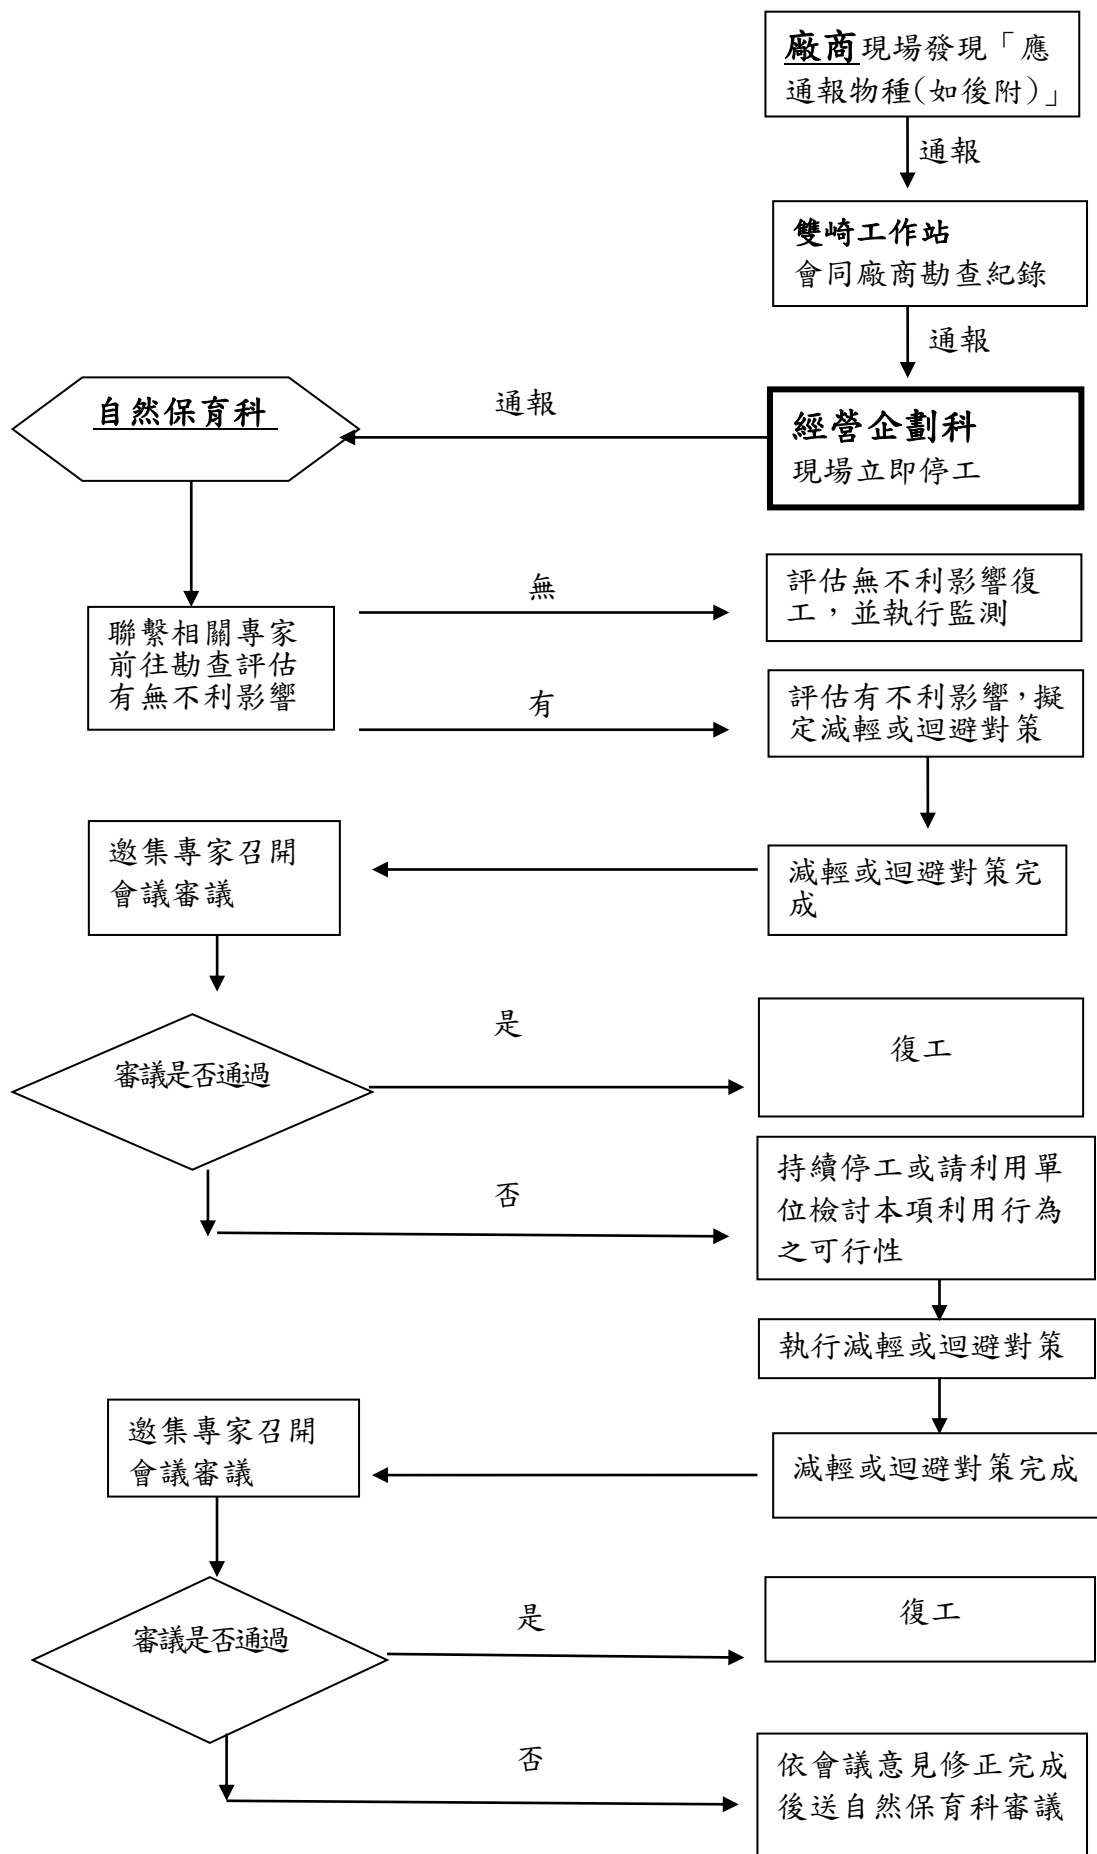 廠商現場發現「應
通報物種(如後附)」
通報
雙崎工作站
會同廠商勘查紀錄
通報
自然保育科
通報
經營企劃科
現場立即停工
無
評估無不利影響復
工，並執行監測
聯繫相關專家
前往勘查評估
有無不利影響
有
評估有不利影響，擬
定減輕或迴避對策
邀集專家召開
會議審議
減輕或迴避對策完
成
審議是否通過
是
復工
否
持續停工或請利用單
位檢討本項利用行為
之可行性
執行減輕或迴避對策
邀集專家召開
會議審議
減輕或迴避對策完成
審議是否通過
是
復工
否
依會議意見修正完成
後送自然保育科審議